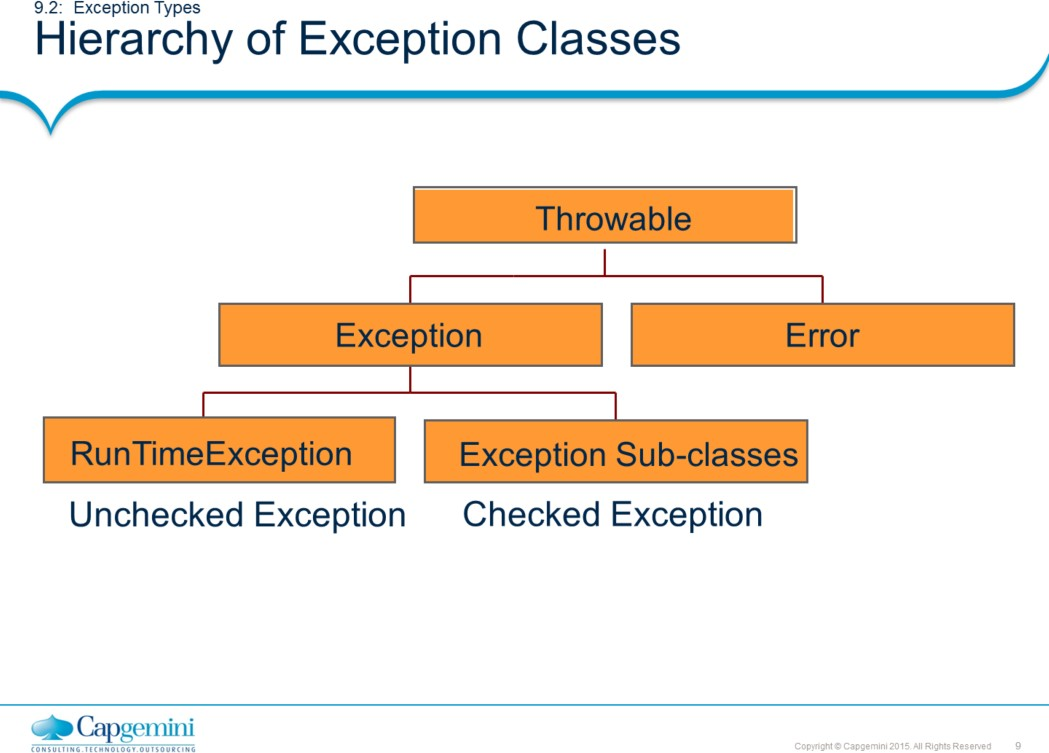 9.2: Exception Types
Hierarchy of Exception Classes
Throwable
Exception
Error
RunTimeException
Exception Sub-classes
Unchecked Exception
Checked Exception
Capgemini
CONSULTING.TECHNOLOGY.OUTSOURCING
Copyright © Capgemini 2015. All Rights Reserved 9